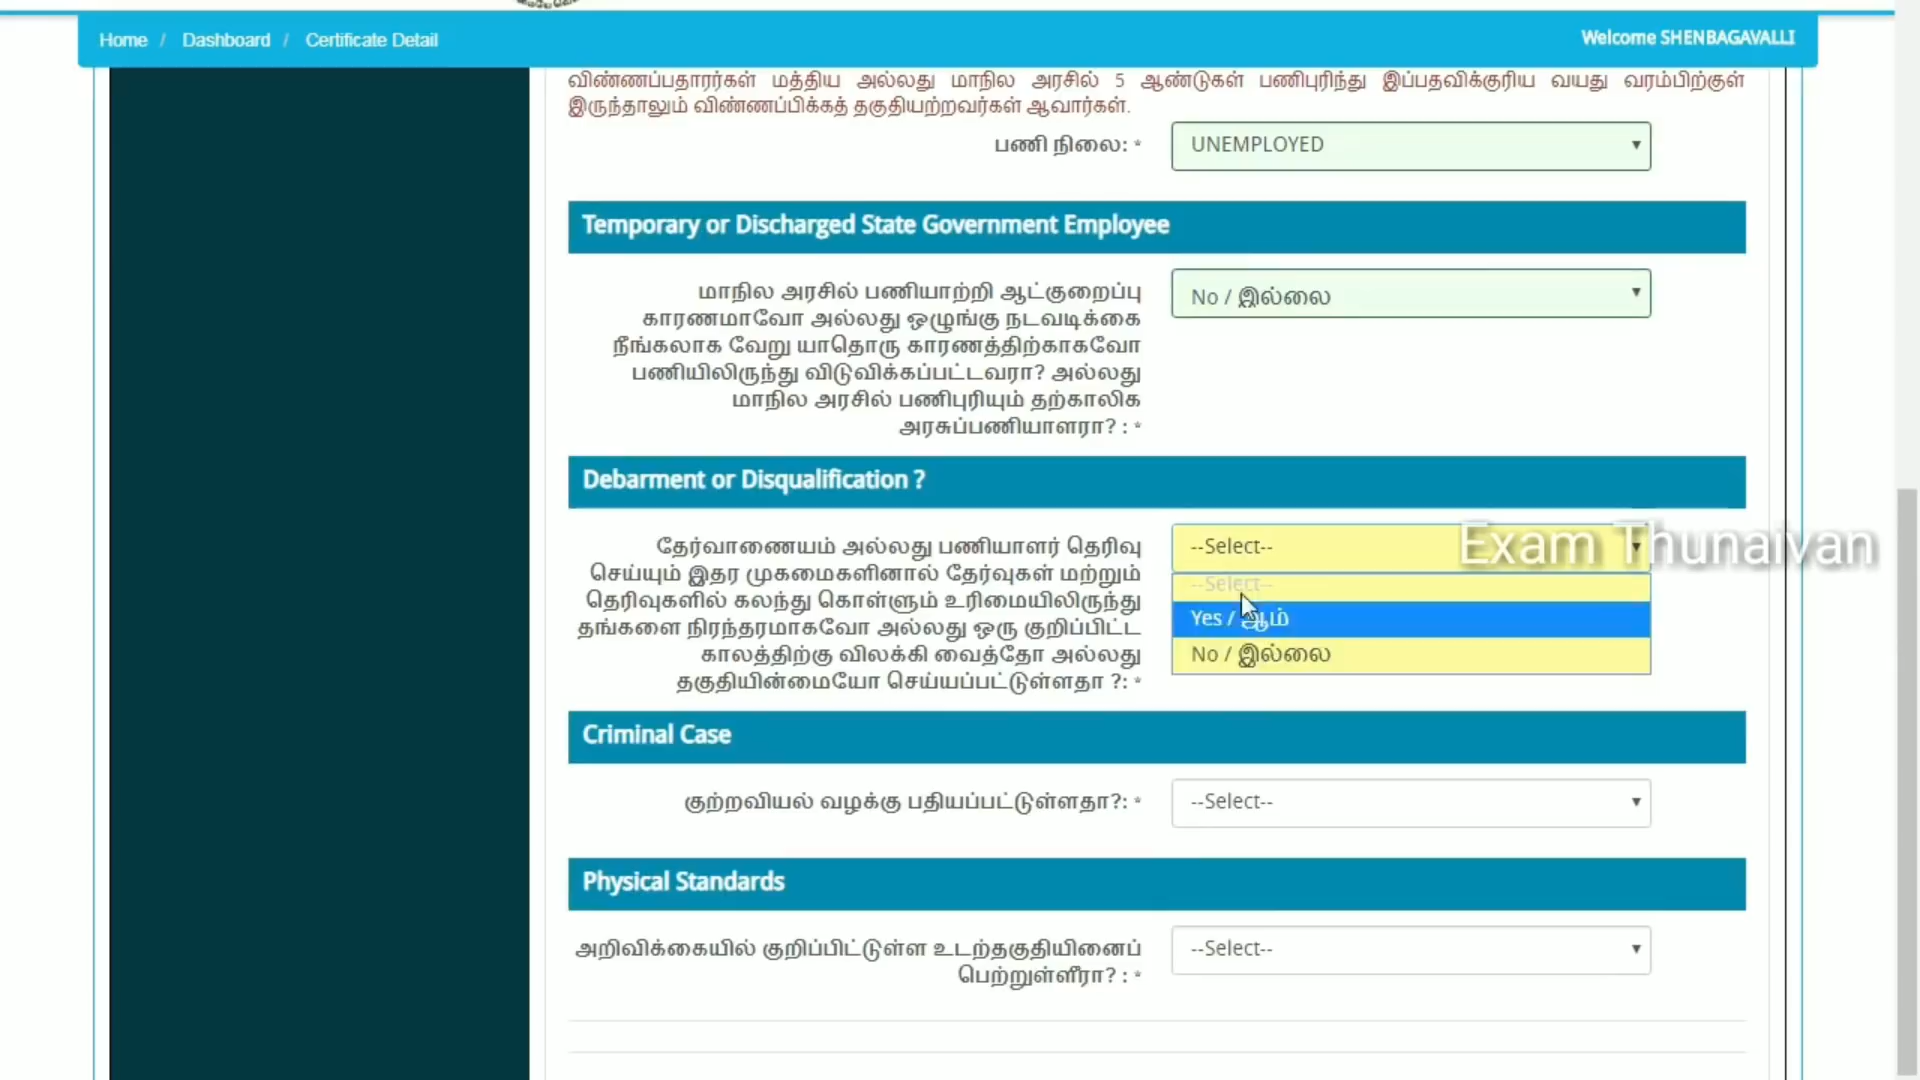 Home / Dashboard / Certificate Detail
Welcome SHENBAGAVALLI
விண்ணப்பதாரர்கள் மத்திய அல்லது மாநில அரசில் 5 ஆண்டுகள் பணிபுரிந்து இப்பதவிக்குரிய வயது வரம்பிற்குள்
இருந்தாலும் விண்ணப்பிக்கத் தகுதியற்றவர்கள் ஆவார்கள்.
பணி நிலை: *
UNEMPLOYED
Temporary or Discharged State Government Employee
மாநில அரசில் பணியாற்றி ஆட்குறைப்பு
காரணமாவோ அல்லது ஒழுங்கு நடவடிக்கை
நீங்கலாக வேறு யாதொரு காரணத்திற்காகவோ
பணியிலிருந்து விடுவிக்கப்பட்டவரா? அல்லது
மாநில அரசில் பணிபுரியும் தற்காலிக
அரசுப்பணியாளரா? : *
No / இல்லை
Debarment or Disqualification ?
தேர்வாணையம் அல்லது பணியாளர் தெரிவு
செய்யும் இதர முகமைகளினால் தேர்வுகள் மற்றும்
தெரிவுகளில் கலந்து கொள்ளும் உரிமையிலிருந்து
தங்களை நிரந்தரமாகவோ அல்லது ஒரு குறிப்பிட்ட
காலத்திற்கு விலக்கி வைத்தோ அல்லது
தகுதியின்மையோ செய்யப்பட்டுள்ளதா ?: *
--Select--
Exam Thunaivan
--Select--
Yes / ஆம்
No / இல்லை
Criminal Case
குற்றவியல் வழக்கு பதியப்பட்டுள்ளதா?: *
--Select--
Physical Standards
அறிவிக்கையில் குறிப்பிட்டுள்ள உடற்தகுதியினைப்
பெற்றுள்ளீரா? : *
--Select--